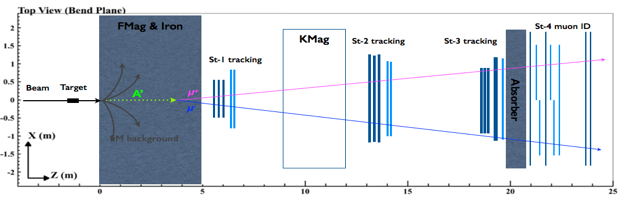 Top View (Bend Plane)
FMag & Iron
KMag
St-4 muon ID
St-1 tracking
St-2 tracking
St-3 tracking
Beam
Target
A'
μ+
μ-
Absorber
SM background
X (m)
Z (m)
2
1.5
1
0.5
0
-0.5
-1
-1.5
-2
0
5
10
15
20
25